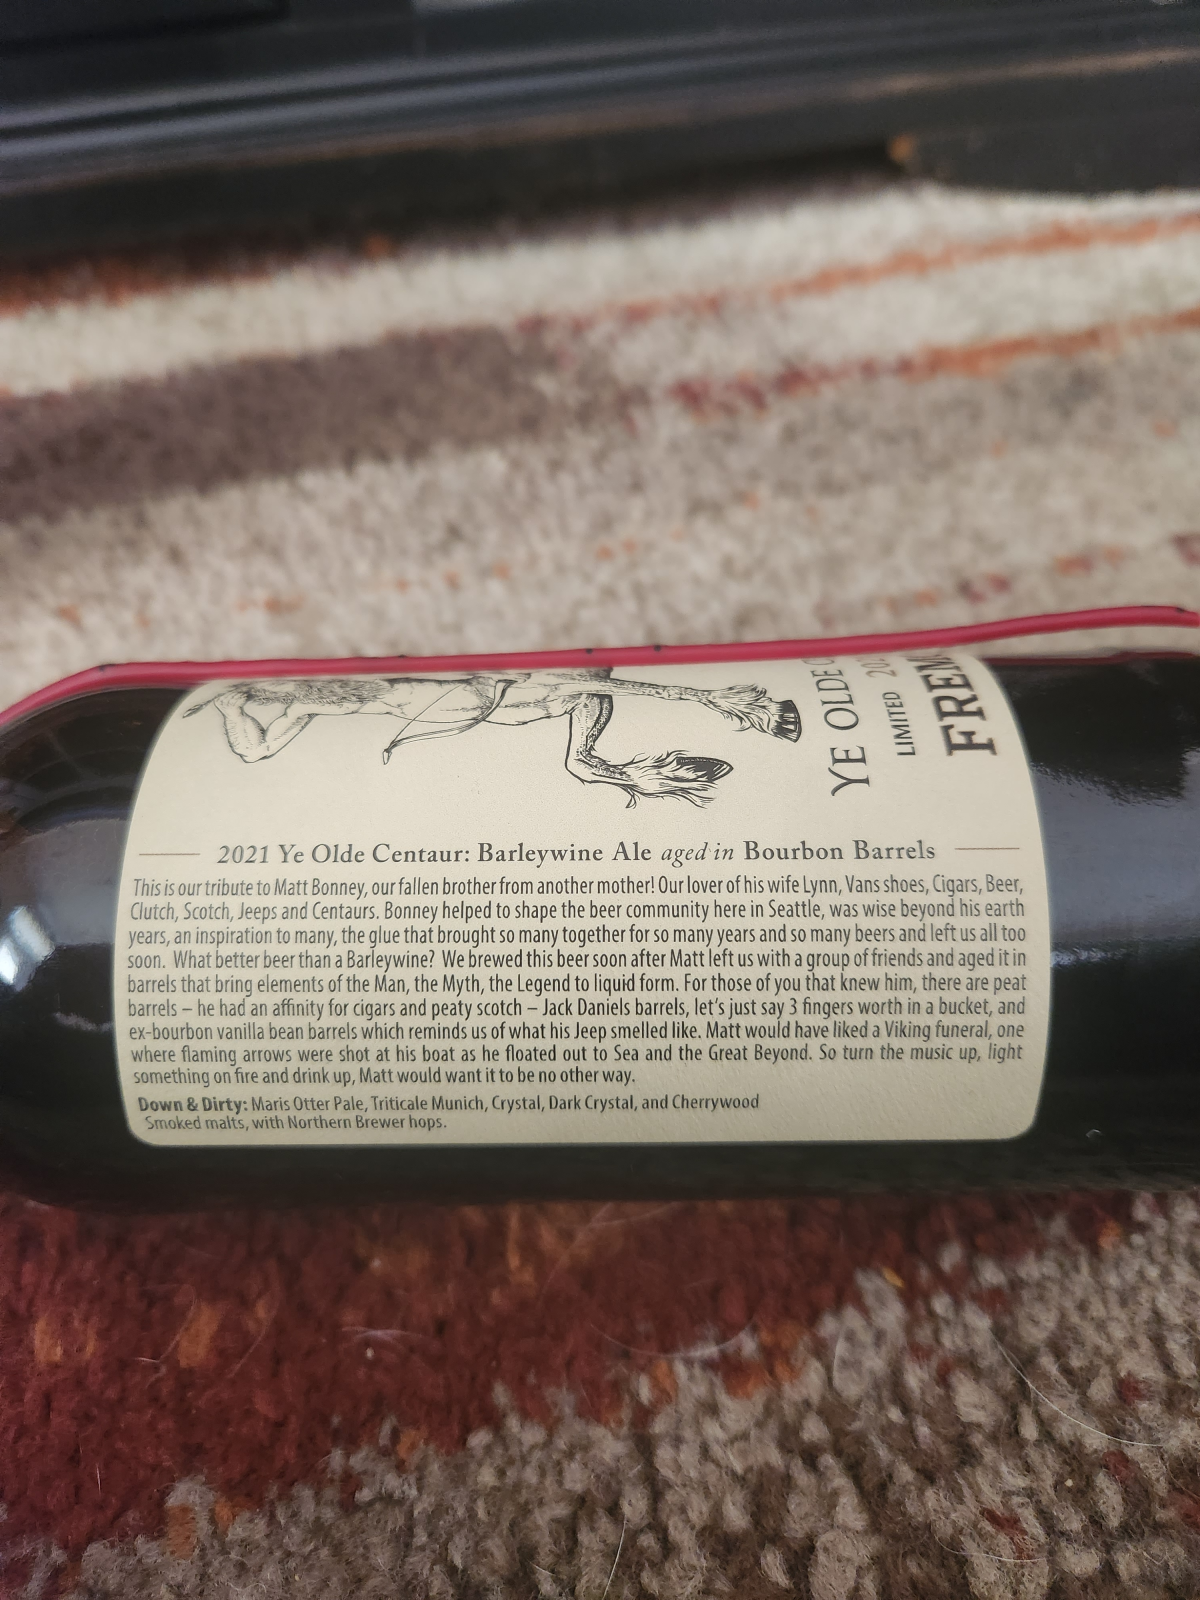 YE OLDE
LIMITED
2021 Ye Olde Centaur: Barleywine Ale aged in Bourbon Barrels
This is our tribute to Matt Bonney, our fallen brother from another mother! Our lover of his wife Lynn, Vans shoes, Cigars, Beer,
Clutch, Scotch, Jeeps and Centaurs. Bonney helped to shape the beer community here in Seattle, was wise beyond his earth
years, an inspiration to many, the glue that brought so many together for so many years and so many beers and left us all too
soon. What better beer than a Barleywine? We brewed this beer soon after Matt left us with a group of friends and aged it in
barrels that bring elements of the Man, the Myth, the Legend to liquid form. For those of you that knew him, there are peat
barrels – he had an affinity for cigars and peaty scotch – Jack Daniels barrels, let's just say 3 fingers worth in a bucket, and
ex-bourbon vanilla bean barrels which reminds us of what his Jeep smelled like. Matt would have liked a Viking funeral, one
where flaming arrows were shot at his boat as he floated out to Sea and the Great Beyond. So turn the music up, light
something on fire and drink up, Matt would want it to be no other way.
Down & Dirty: Maris Otter Pale, Triticale Munich, Crystal, Dark Crystal, and Cherrywood
Smoked malts, with Northern Brewer hops.